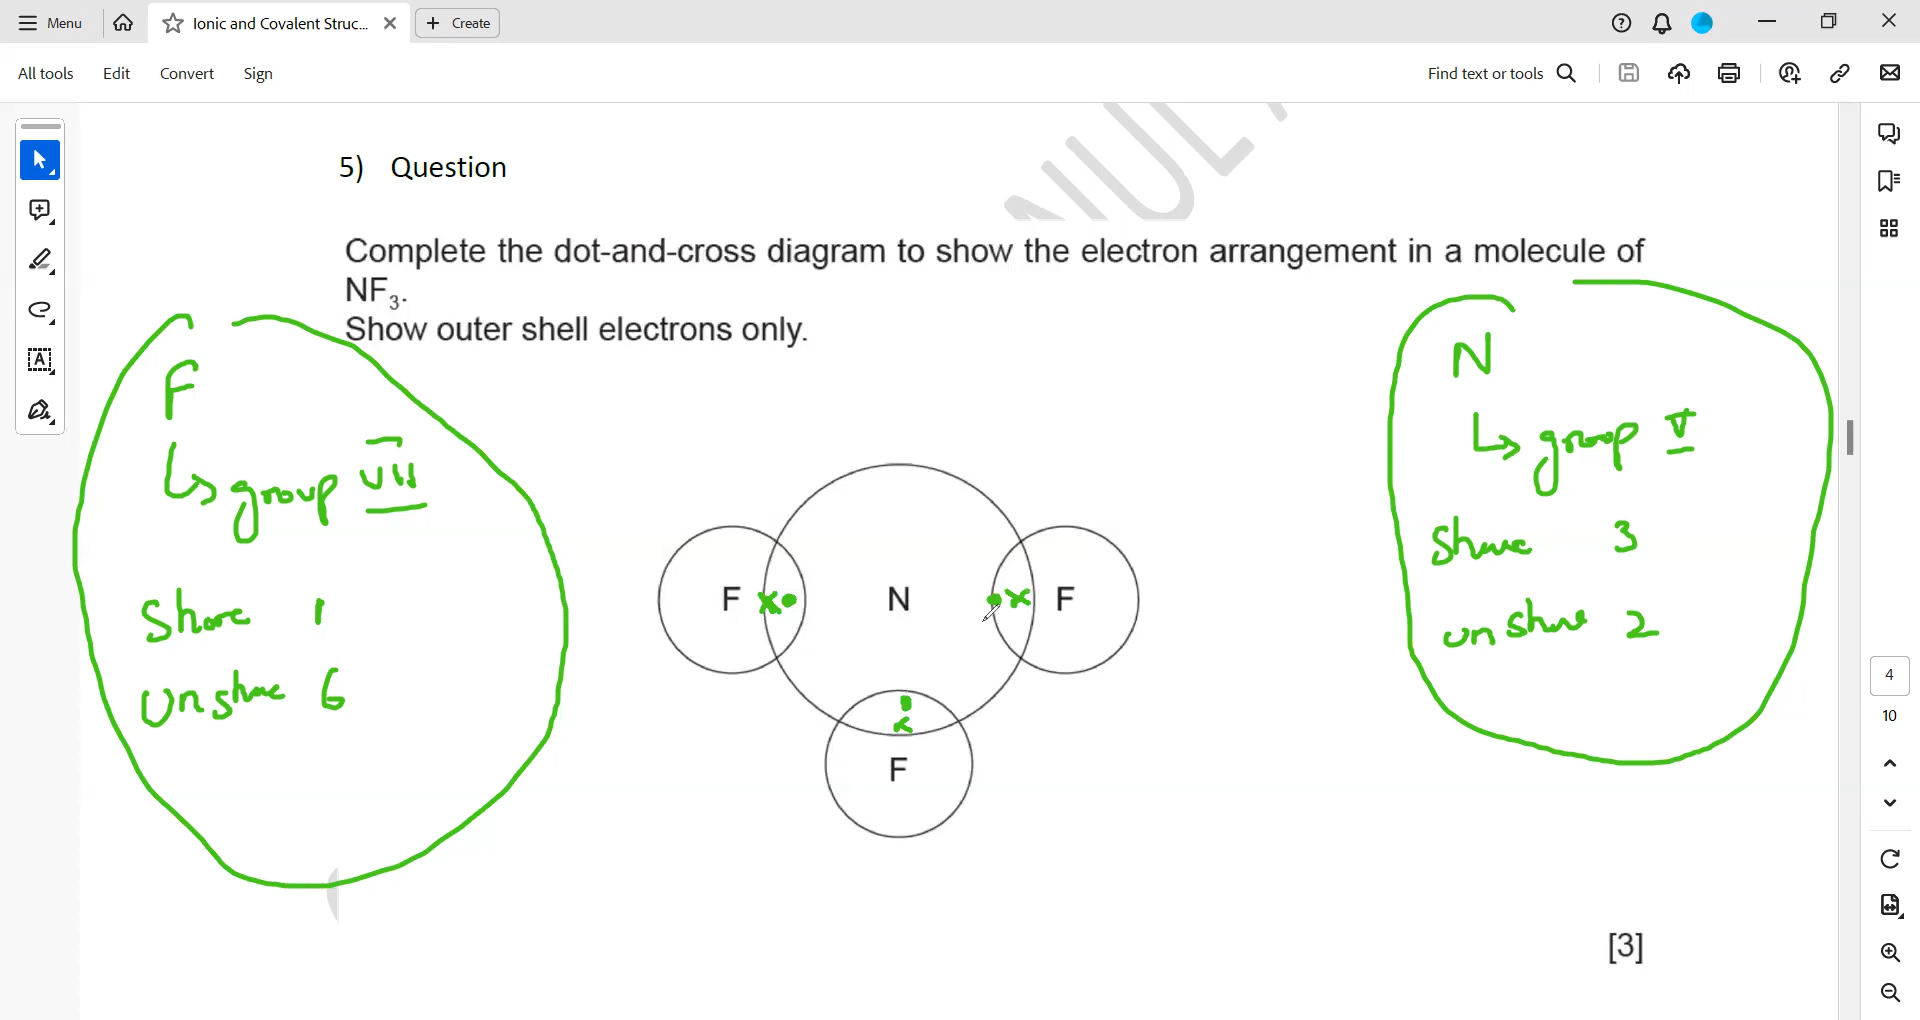 Menu
Ionic and Covalent Struc...
Create
All tools
Edit
Convert
Sign
Find text or tools
5) Question
Complete the dot-and-cross diagram to show the electron arrangement in a molecule of
NF3.
Show outer shell electrons only.
F
group VII
Share 1
Unshare 6
N
group V
Share 3
unshare 2
F
N
F
F
[3]
4
10